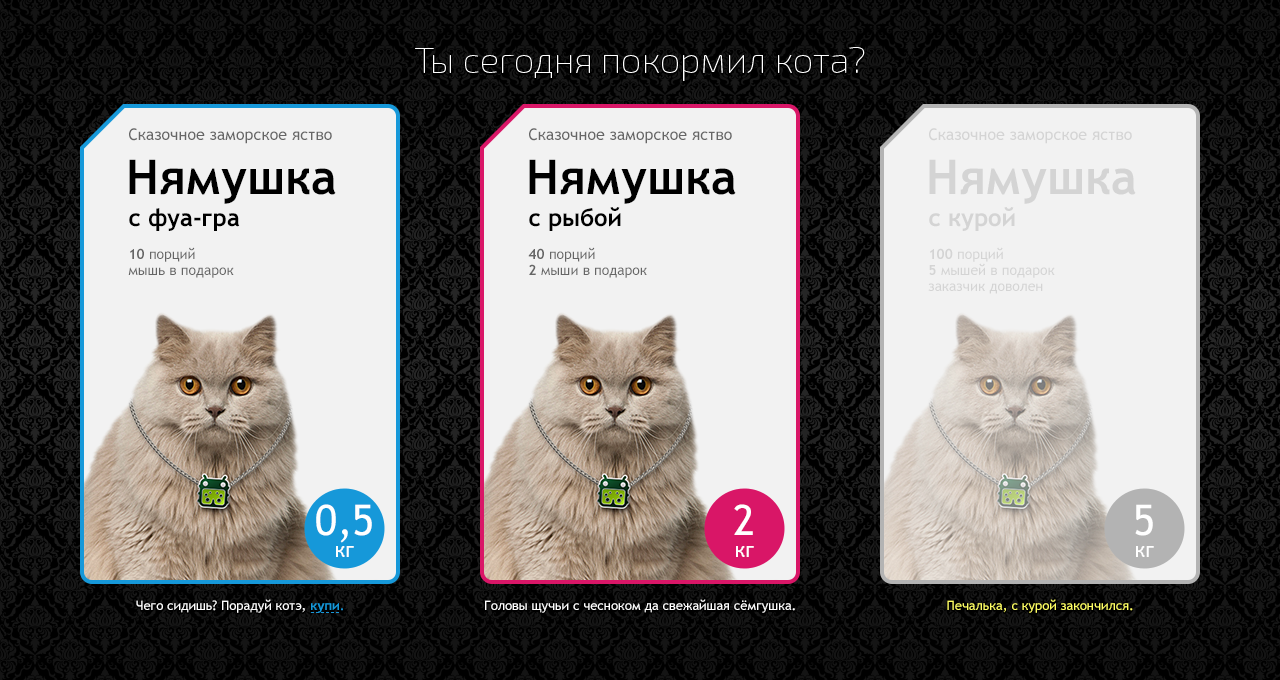 Ты сегодня покормил кота?
Сказочное заморское яство
Нямушка
с фуа-гра
10 порций
мышь в подарок
0,5
кг
Чего сидишь? Порадуй котэ, купи.
Сказочное заморское яство
Нямушка
с рыбой
40 порций
2 мыши в подарок
2
кг
Головы щучьи с чесноком да свежайшая сёмгушка.
Сказочное заморское яство
Нямушка
с курой
100 порций
5 мышей в подарок
заказчик доволен
5
кг
Печалька, с курой закончился.